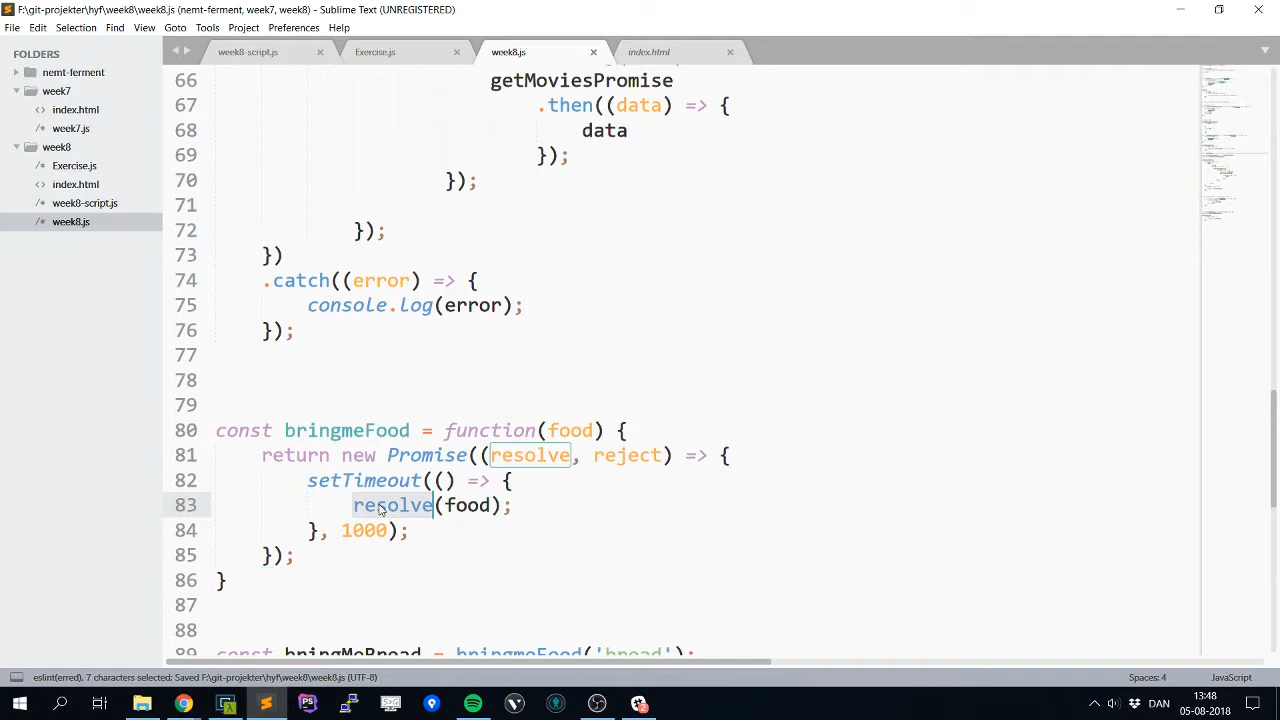 F:\git-projekter\hyf\week8\week8.js (nemt-ferment, week7, week8) - Sublime Text (UNREGISTERED)
File Edit Selection Find View Goto Tools Project Preferences Help
FOLDERS
nemt-ferment
week7
index.html
week7.js
week8
Exercise.js
index.html
week8-script.js
week8.js
week8-script.js
Exercise.js
week8.js
index.html
66 getMoviesPromise
67 .then((data) => {
68 data
69 });
70 });
71
72 });
73 })
74 .catch((error) => {
75 console.log(error);
76 });
77
78
79
80 const bringmeFood = function(food) {
81 return new Promise((resolve, reject) => {
82 setTimeout(() => {
83 resolve(food);
84 }, 1000);
85 });
86 }
87
88
89 const bringMeBread = bringmeFood('bread');
eslint(error), 7 characters selected; Saved F:\git-projekter\hyf\week8\week8.js (UTF-8)
Spaces: 4
JavaScript
DAN
13:48
05-08-2018